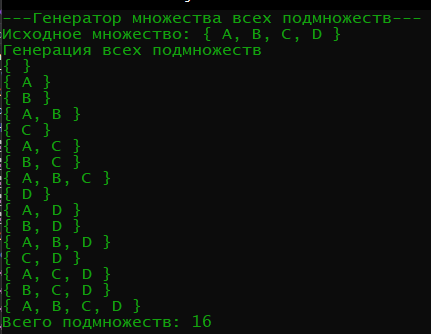 ---Генератор множества всех подмножеств---
Исходное множество: { A, B, C, D }
Генерация всех подмножеств
{ }
{ A }
{ B }
{ A, B }
{ C }
{ A, C }
{ B, C }
{ A, B, C }
{ D }
{ A, D }
{ B, D }
{ A, B, D }
{ C, D }
{ A, C, D }
{ B, C, D }
{ A, B, C, D }
Всего подмножеств: 16